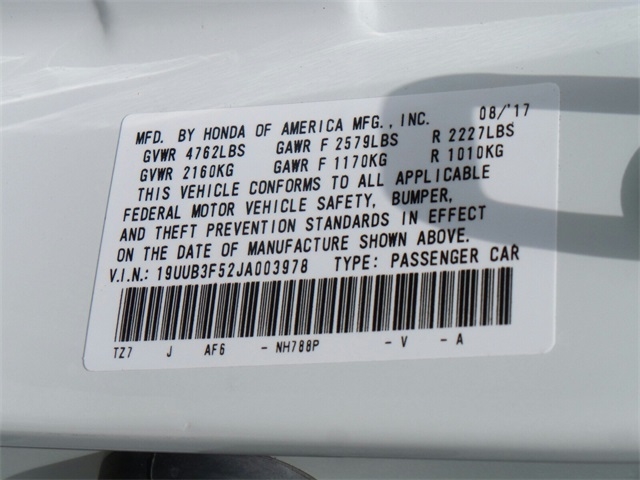 MFD. BY HONDA OF AMERICA MFG., INC. 08/'17
GVWR 4762LBS GAWR F 2579LBS R 2227LBS
GVWR 2160KG GAWR F 1170KG R 1010KG
THIS VEHICLE CONFORMS TO ALL APPLICABLE
FEDERAL MOTOR VEHICLE SAFETY, BUMPER,
AND THEFT PREVENTION STANDARDS IN EFFECT
ON THE DATE OF MANUFACTURE SHOWN ABOVE.
V.I.N.: 19UUB3F52JA003978 TYPE: PASSENGER CAR
TZ7 J AF6 - NH788P - V - A